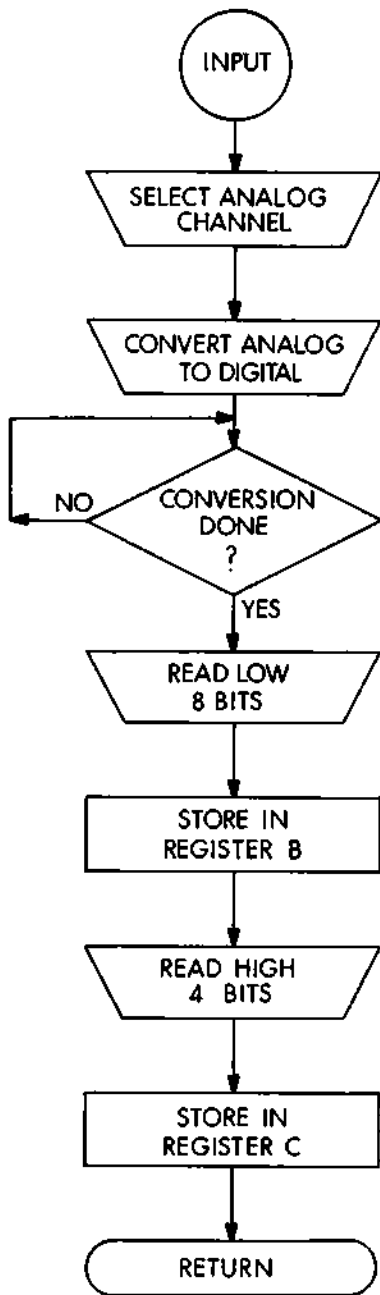 INPUT
SELECT ANALOG
CHANNEL
CONVERT ANALOG
TO DIGITAL
NO
CONVERSION
DONE
?
YES
READ LOW
8 BITS
STORE IN
REGISTER B
READ HIGH
4 BITS
STORE IN
REGISTER C
RETURN